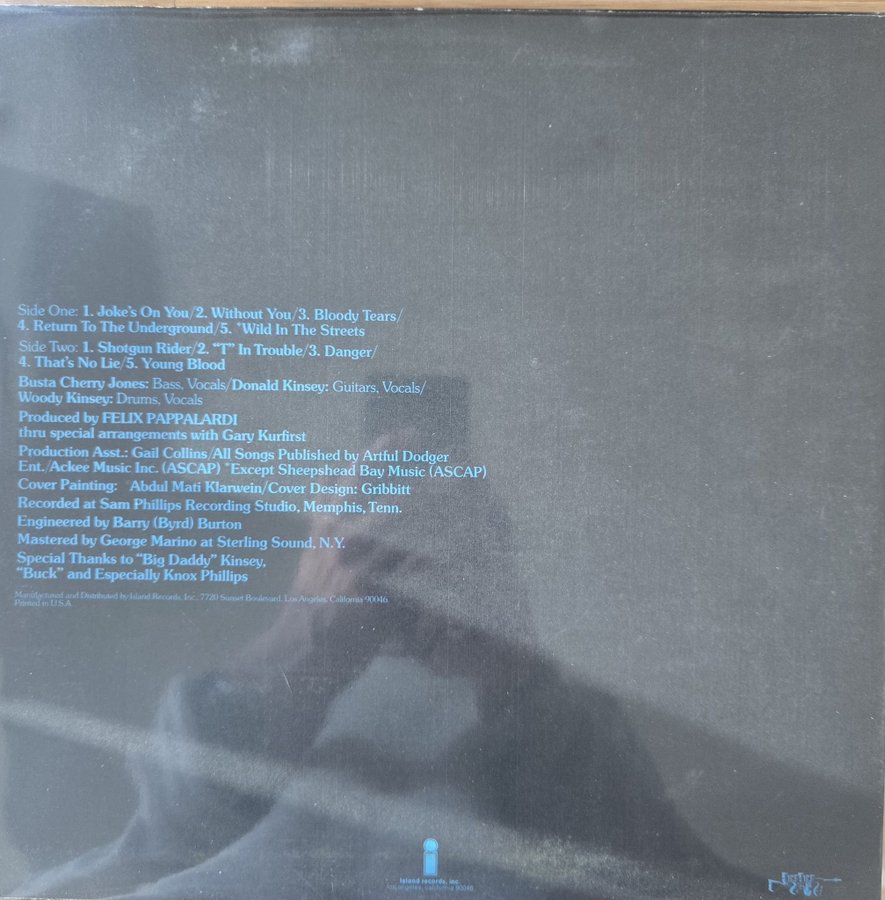 Side One: 1. Joke's On You/2. Without You/3. Bloody Tears/
4. Return To The Underground/5. *Wild In The Streets
Side Two: 1. Shotgun Rider/2. "T" In Trouble/3. Danger/
4. That's No Lie/5. Young Blood
Busta Cherry Jones: Bass, Vocals/Donald Kinsey: Guitars, Vocals/
Woody Kinsey: Drums, Vocals
Produced by FELIX PAPPALARDI
thru special arrangements with Gary Kurfirst
Production Asst.: Gail Collins/All Songs Published by Artful Dodger
Ent./Ackee Music Inc. (ASCAP) *Except Sheepshead Bay Music (ASCAP)
Cover Painting: *Abdul Mati Klarwein/Cover Design: Gribbitt
Recorded at Sam Phillips Recording Studio, Memphis, Tenn.
Engineered by Barry (Byrd) Burton
Mastered by George Marino at Sterling Sound, N.Y.
Special Thanks to "Big Daddy" Kinsey,
"Buck" and Especially Knox Phillips
Manufactured and Distributed by Island Records, Inc., 7720 Sunset Boulevard, Los Angeles, California 90046
Printed in U.S.A.
island records, inc.
los angeles, california 90046